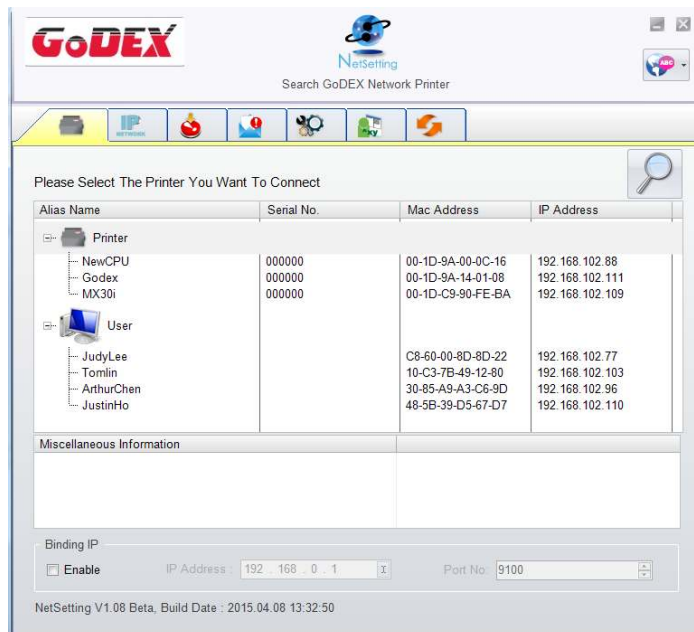 GoDEX
NetSetting
Search GoDEX Network Printer
ABC
IP
NETWORK
Please Select The Printer You Want To Connect
Alias Name Serial No. Mac Address IP Address
Printer
NewCPU 000000 00-1D-9A-00-0C-16 192.168.102.88
Godex 000000 00-1D-9A-14-01-08 192.168.102.111
MX30i 000000 00-1D-C9-90-FE-BA 192.168.102.109
User
JudyLee C8-60-00-8D-8D-22 192.168.102.77
Tomlin 10-C3-7B-49-12-80 192.168.102.103
ArthurChen 30-85-A9-A3-C6-9D 192.168.102.96
JustinHo 48-5B-39-D5-67-D7 192.168.102.110
Miscellaneous Information
Binding IP
Enable IP Address : 192 . 168 . 0 . 1 Port No: 9100
NetSetting V1.08 Beta, Build Date : 2015.04.08 13:32:50